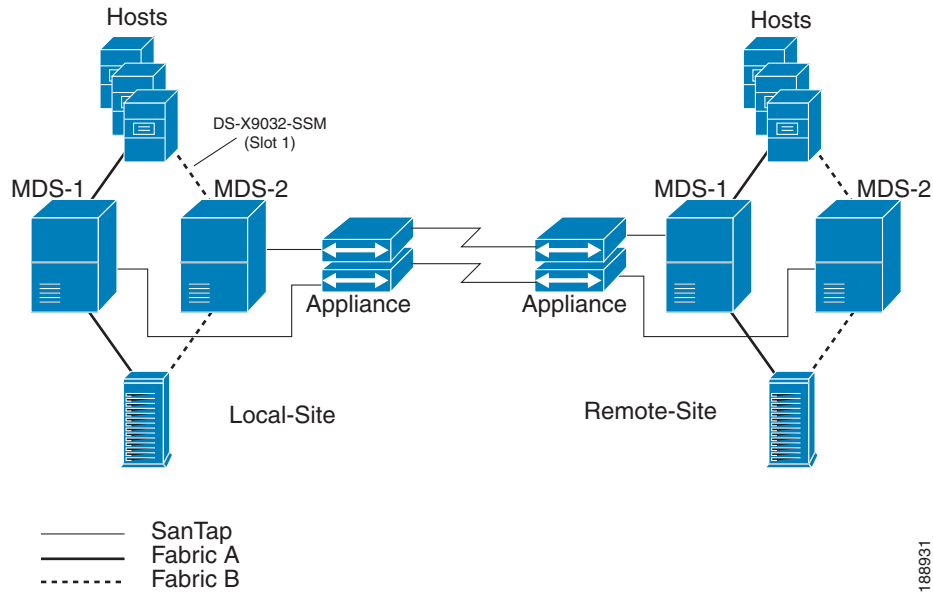 Hosts
Hosts
DS-X9032-SSM
(Slot 1)
MDS-1
MDS-2
MDS-1
MDS-2
Appliance
Appliance
Local-Site
Remote-Site
SanTap
Fabric A
Fabric B
188931